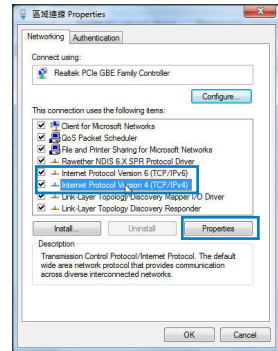 區域連線 Properties
Networking Authentication
Connect using:
Realtek PCIe GBE Family Controller
Configure...
This connection uses the following items:
Client for Microsoft Networks
QoS Packet Scheduler
File and Printer Sharing for Microsoft Networks
Rawether NDIS 6.X SPR Protocol Driver
Internet Protocol Version 6 (TCP/IPv6)
Internet Protocol Version 4 (TCP/IPv4)
Link-Layer Topology Discovery Mapper I/O Driver
Link-Layer Topology Discovery Responder
Install... Uninstall Properties
Description
Transmission Control Protocol/Internet Protocol. The default
wide area network protocol that provides communication
across diverse interconnected networks.
OK Cancel